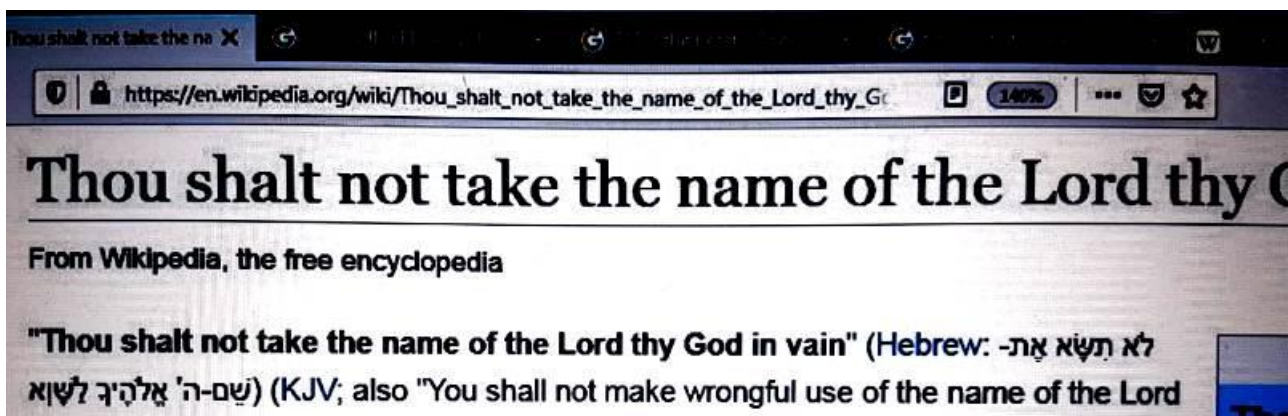 Thou shalt not take the na
https://en.wikipedia.org/wiki/Thou_shalt_not_take_the_name_of_the_Lord_thy_G
140%
W
Thou shalt not take the name of the Lord thy G
From Wikipedia, the free encyclopedia
"Thou shalt not take the name of the Lord thy God in vain" (Hebrew: לֹא תִשָּׂא אֶת-
שֵׁם-ה' אֱלֹהֶיךָ לַשָּׁוְא) (KJV; also "You shall not make wrongful use of the name of the Lord